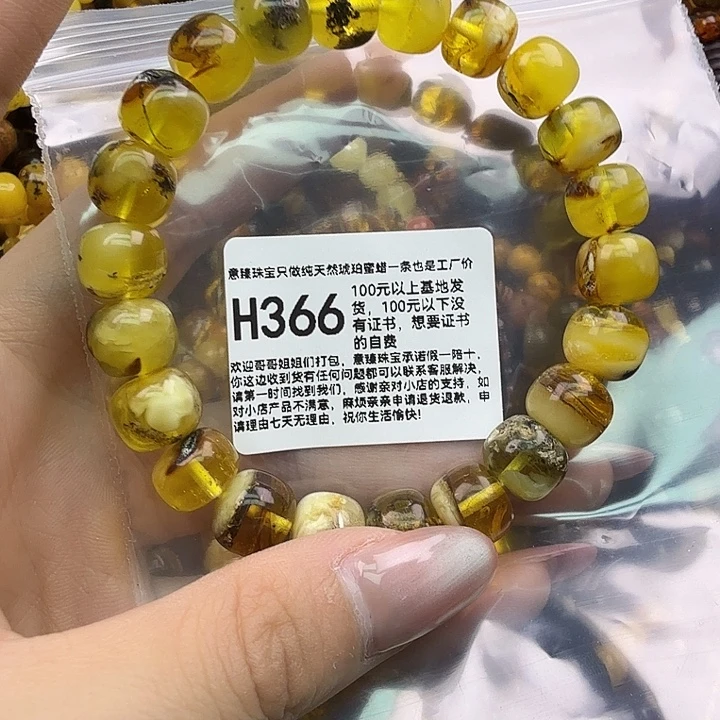 意臻珠宝只做纯天然琥珀蜜蜡一条也是工厂价
H366
100元以上基地发
货，100元以下没
有证书，想要证书
的自费
欢迎哥哥姐姐们打包，意臻珠宝承诺假一陪十，
你这边收到货有任何问题都可以联系客服解决，
请第一时间找到我们，感谢亲对小店的支持，如
对小店产品不满意，麻烦亲亲申请退货退款，申
请理由七天无理由，祝你生活愉快！